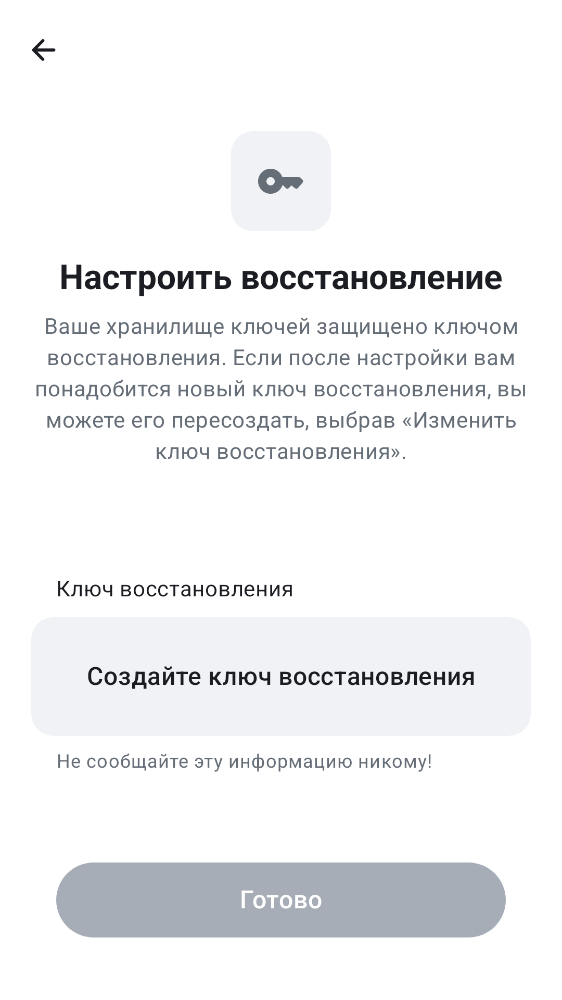 Настроить восстановление
Ваше хранилище ключей защищено ключом
восстановления. Если после настройки вам
понадобится новый ключ восстановления, вы
можете его пересоздать, выбрав «Изменить
ключ восстановления».
Ключ восстановления
Создайте ключ восстановления
Не сообщайте эту информацию никому!
Готово